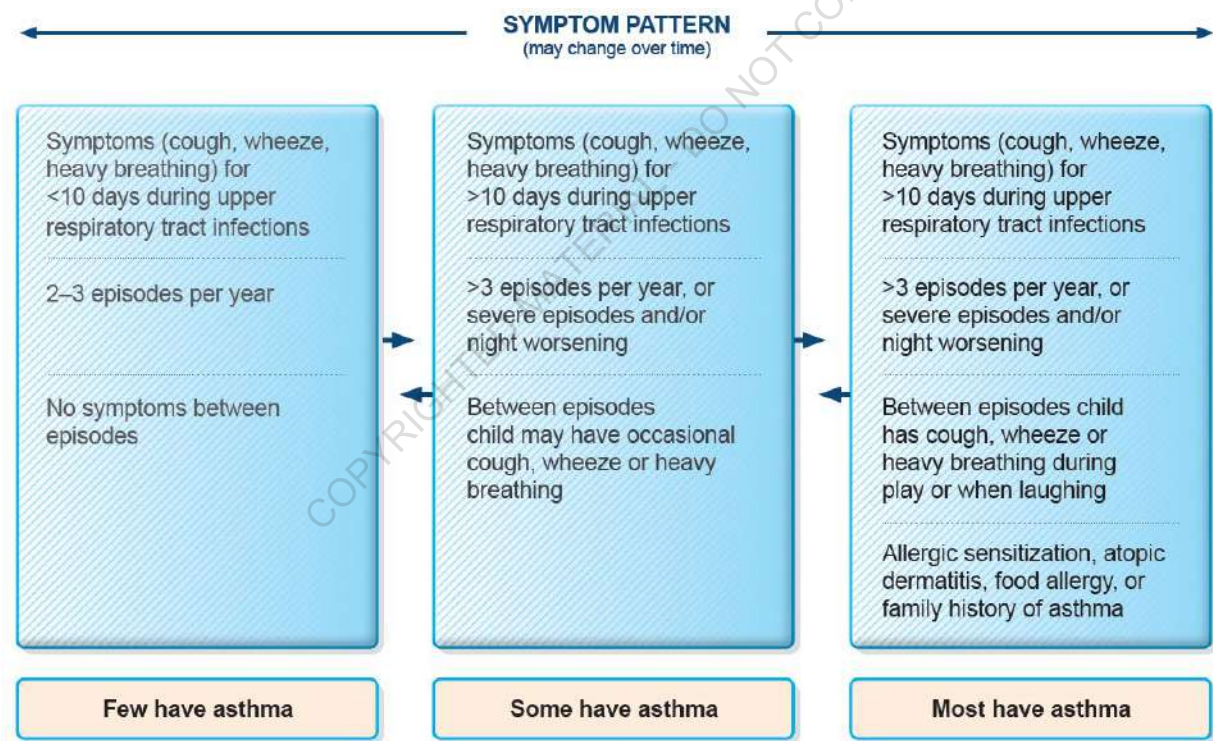 SYMPTOM PATTERN
(may change over time)
Symptoms (cough, wheeze,
heavy breathing) for
<10 days during upper
respiratory tract infections
2–3 episodes per year
No symptoms between
episodes
Few have asthma
Symptoms (cough, wheeze,
heavy breathing) for
>10 days during upper
respiratory tract infections
>3 episodes per year, or
severe episodes and/or
night worsening
Between episodes
child may have occasional
cough, wheeze or heavy
breathing
Some have asthma
Symptoms (cough, wheeze,
heavy breathing) for
>10 days during upper
respiratory tract infections
>3 episodes per year, or
severe episodes and/or
night worsening
Between episodes child
has cough, wheeze or
heavy breathing during
play or when laughing
Allergic sensitization, atopic
dermatitis, food allergy, or
family history of asthma
Most have asthma
COPYRIGHTED MATERIAL - DO NOT